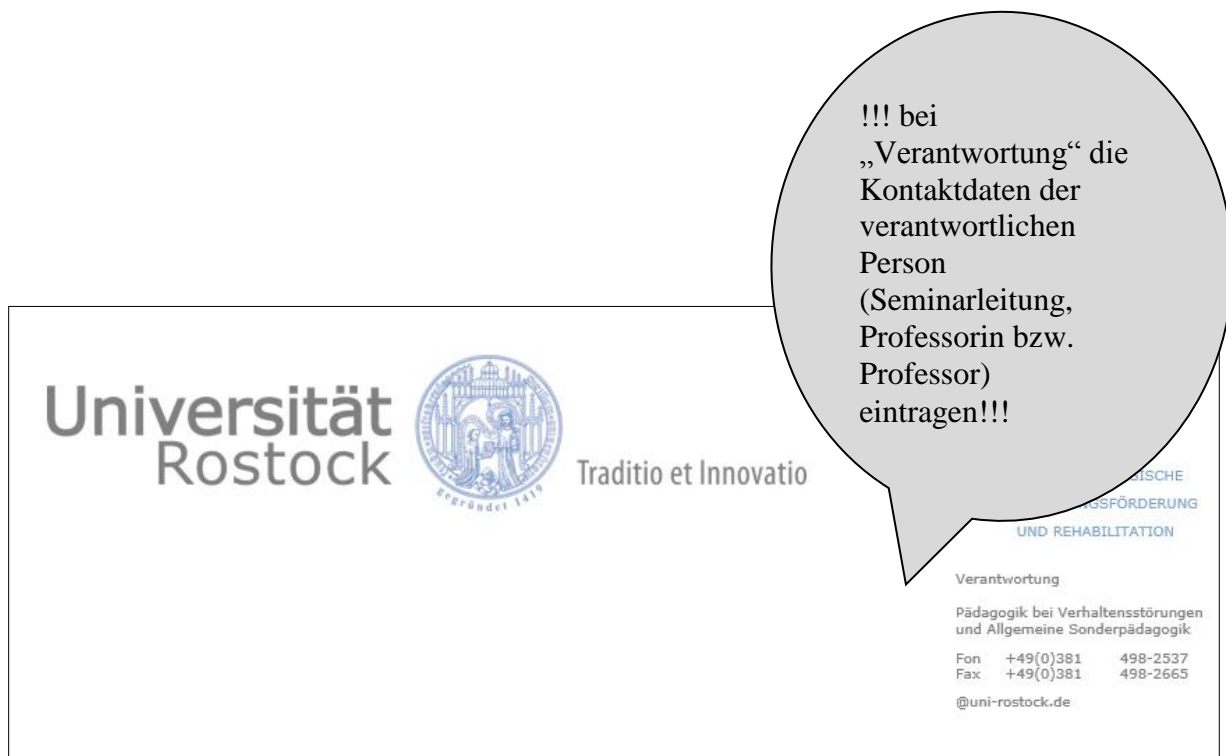 !!! bei
„Verantwortung“ die
Kontaktdaten der
verantwortlichen
Person
(Seminarleitung,
Professorin bzw.
Professor)
eintragen!!!
Universität
Rostock
gegründet 1419
Traditio et Innovatio
UND REHABILITATION
Verantwortung
Pädagogik bei Verhaltensstörungen
und Allgemeine Sonderpädagogik
Fon +49(0)381 498-2537
Fax +49(0)381 498-2665
@uni-rostock.de